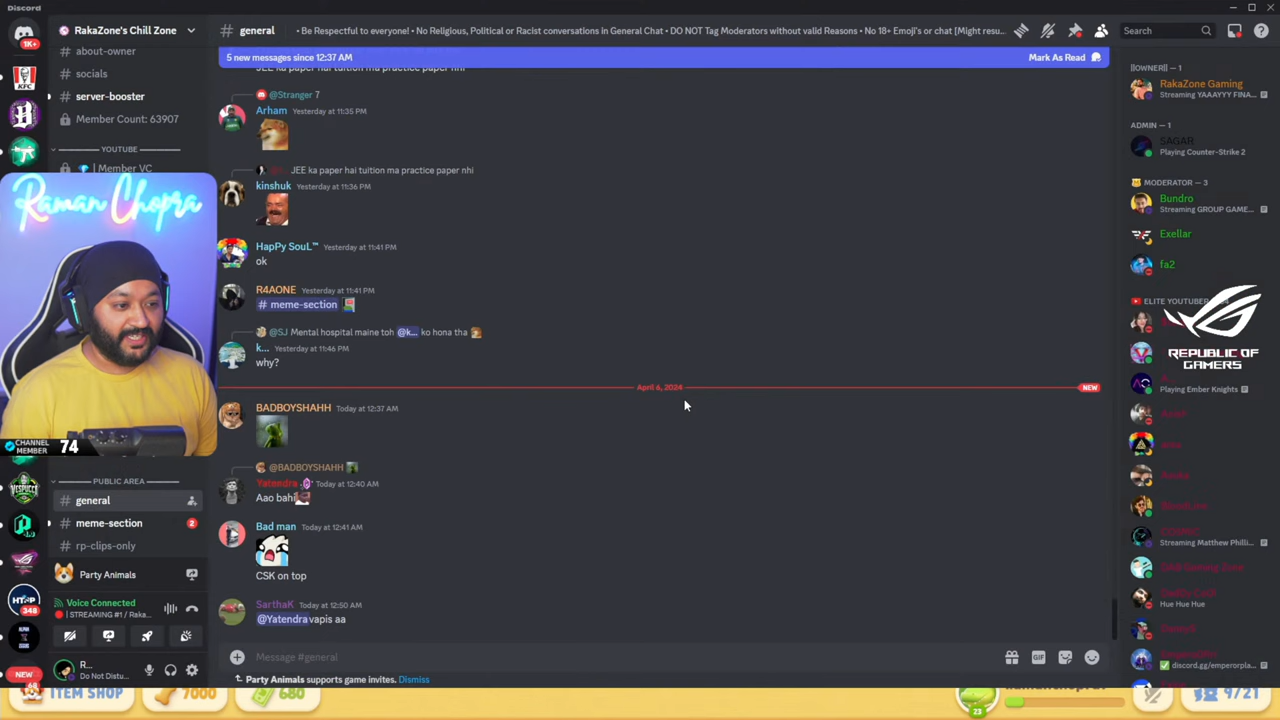 Discord
RakaZone's Chill Zone
# general
• Be Respectful to everyone! • No Religious, Political or Racist conversations in General Chat • DO NOT Tag Moderators without valid Reasons • No 18+ Emoji's or chat [Might resu...
Search
1K+
5 new messages since 12:37 AM
Mark As Read
about-owner
socials
server-booster
Member Count: 63907
YOUTUBE
| Member VC
Raman Chopra
CHANNEL
MEMBER
74
PUBLIC AREA
# general
# meme-section
2
# rp-clips-only
Party Animals
Voice Connected
| STREAMING #1 / Raka...
R...
Do Not Distu...
348
NEW
68
JEE ka paper hai tuition ma practice paper nhi
@Stranger 7
Arham Yesterday at 11:35 PM
JEE ka paper hai tuition ma practice paper nhi
kinshuk Yesterday at 11:36 PM
HapPy SouL™ Yesterday at 11:41 PM
ok
R4AONE Yesterday at 11:41 PM
# meme-section
@SJ Mental hospital maine toh @k... ko hona tha
k... Yesterday at 11:46 PM
why?
April 6, 2024
NEW
BADBOYSHAHH Today at 12:37 AM
@BADBOYSHAHH
Yatendra Today at 12:40 AM
Aao bahi
Bad man Today at 12:41 AM
CSK on top
SarthaK Today at 12:50 AM
@Yatendra vapis aa
Message #general
GIF
Party Animals supports game invites. Dismiss
||OWNER|| — 1
RakaZone Gaming
Streaming YAAAYYY FINA...
ADMIN — 1
SAGAR
Playing Counter-Strike 2
MODERATOR — 3
Bundro
Streaming GROUP GAME...
Exellar
fa2
ELITE YOUTUBER
REPUBLIC OF
GAMERS
Playing Ember Knights
Streaming Matthew Philli...
Hue Hue Hue
discord.gg/emperorpla...
ITEM SHOP
7000
680
23
9/21